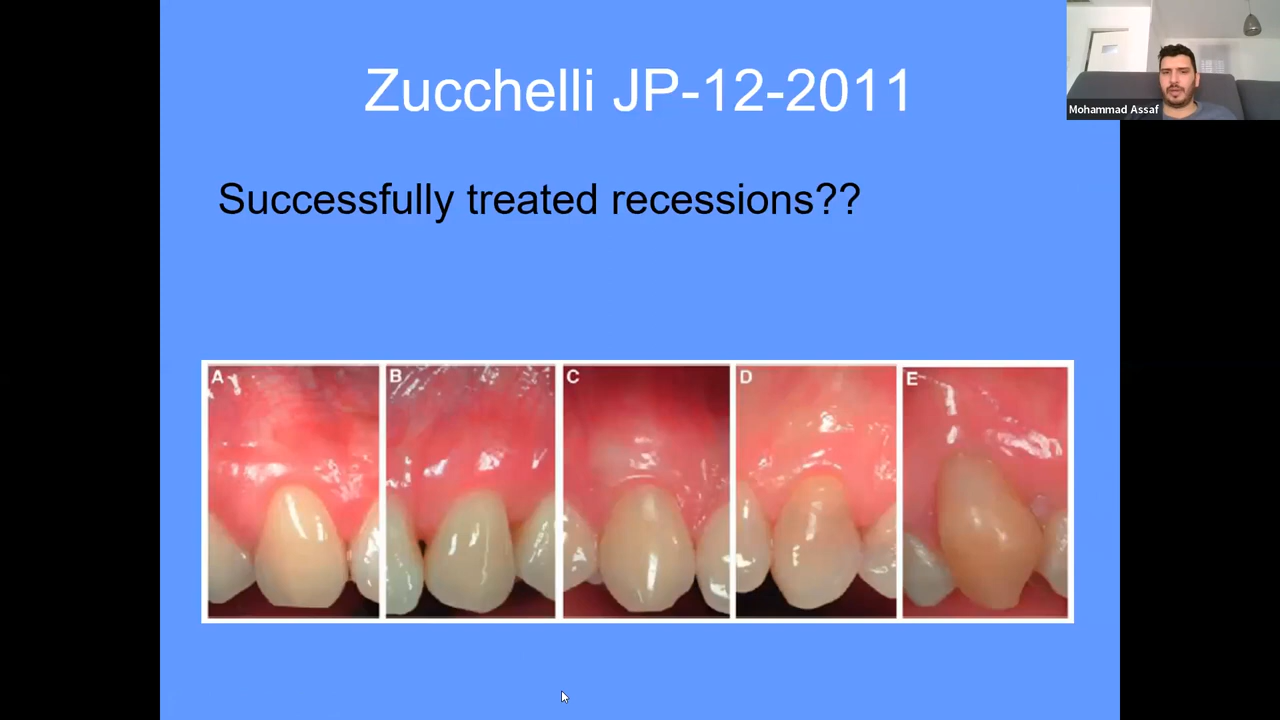 Zucchelli JP-12-2011
Mohammad Assaf
Successfully treated recessions??
A B C D E